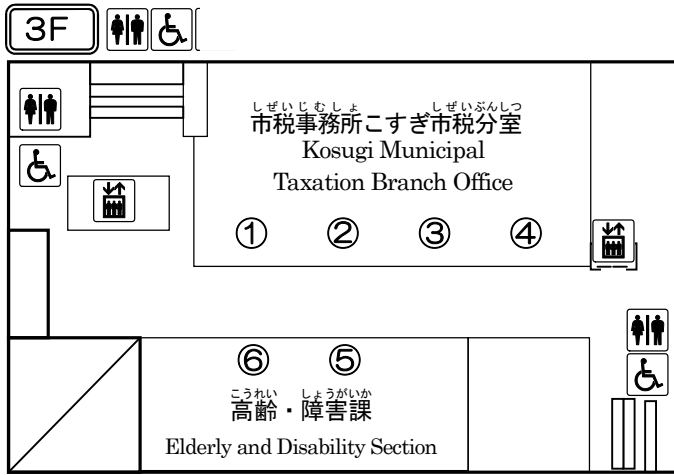 3F
しぜいじむしょ しぜいぶんしつ
市税事務所こすぎ市税分室
Kosugi Municipal
Taxation Branch Office
① ② ③ ④
⑥ ⑤
こうれい しょうがいか
高齢・障害課
Elderly and Disability Section